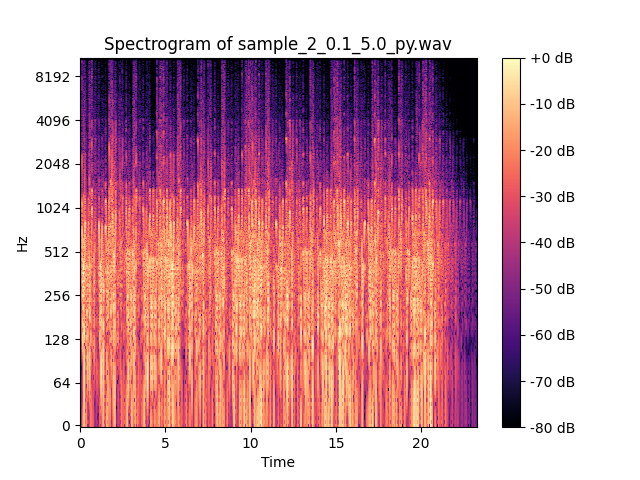 Spectrogram of sample_2_0.1_5.0_py.wav
Hz
8192
4096
2048
1024
512
256
128
64
0
0 5 10 15 20
Time
+0 dB
-10 dB
-20 dB
-30 dB
-40 dB
-50 dB
-60 dB
-70 dB
-80 dB